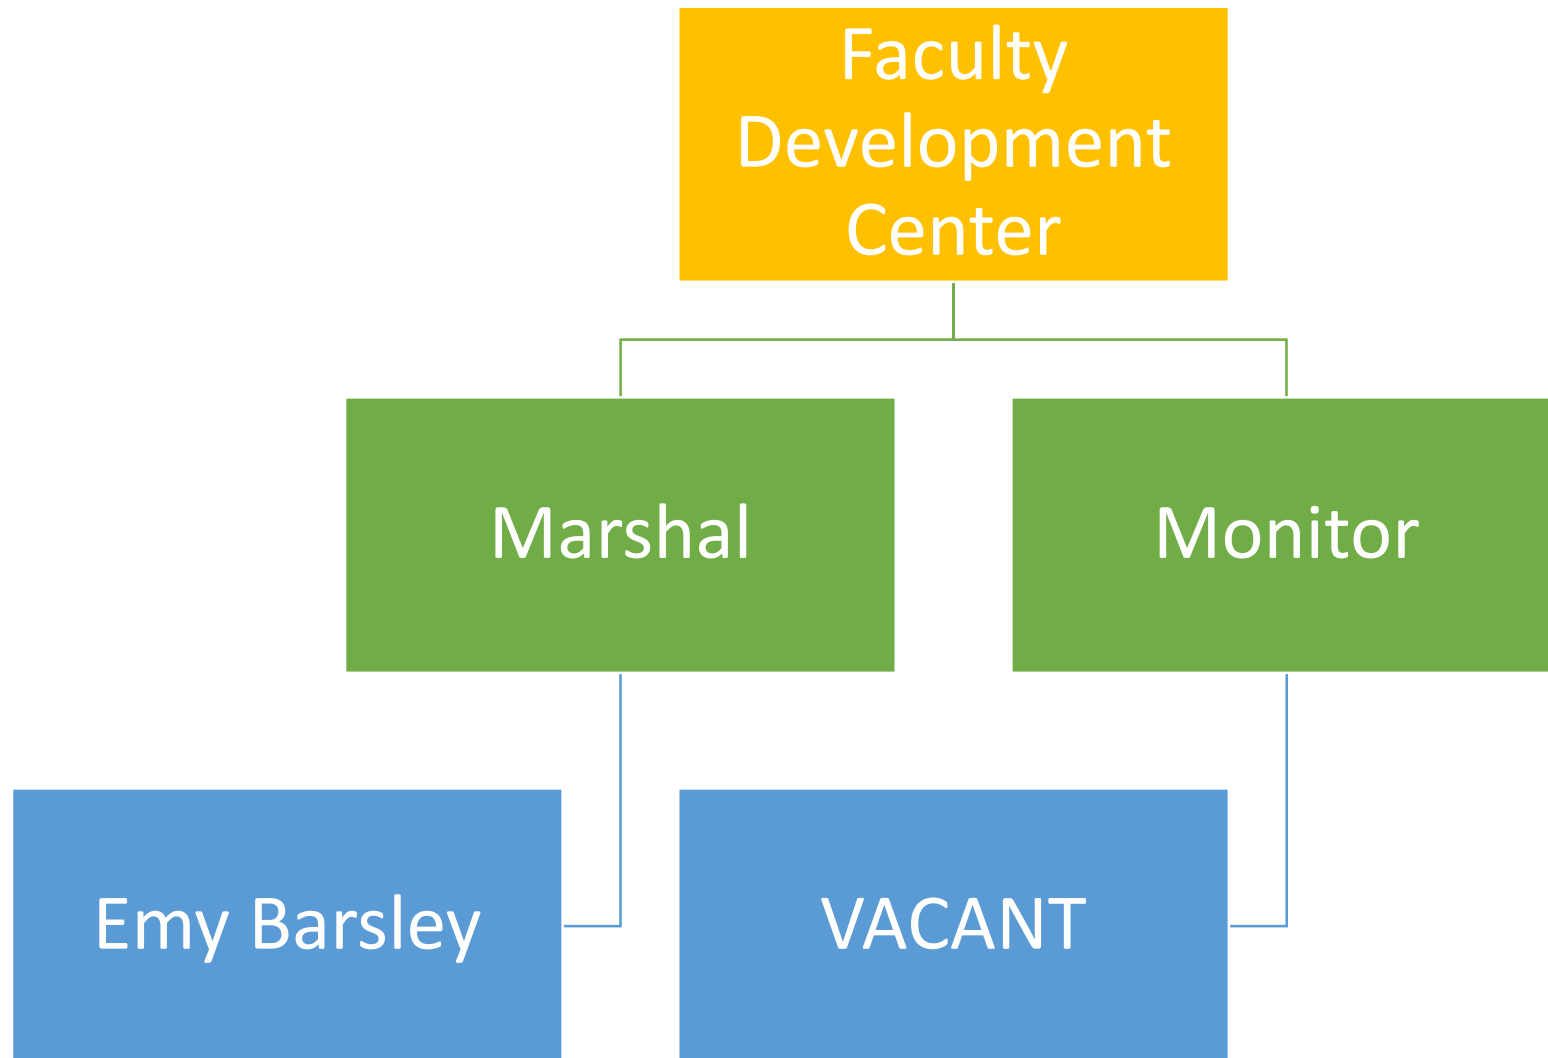 Faculty
Development
Center
Marshal
Monitor
Emy Barsley
VACANT